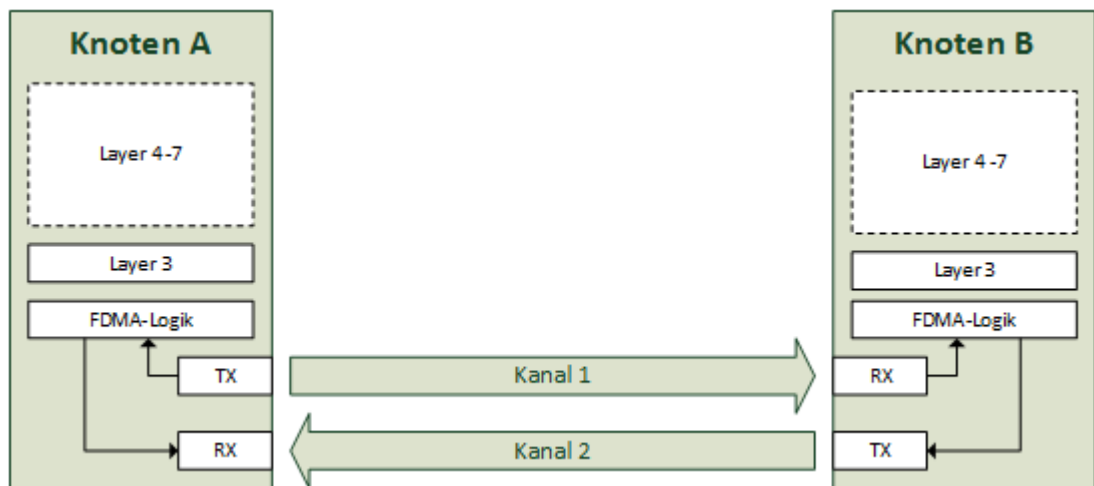 Knoten A
Layer 4-7
Layer 3
FDMA-Logik
TX
RX
Kanal 1
Kanal 2
Knoten B
Layer 4-7
Layer 3
FDMA-Logik
RX
TX